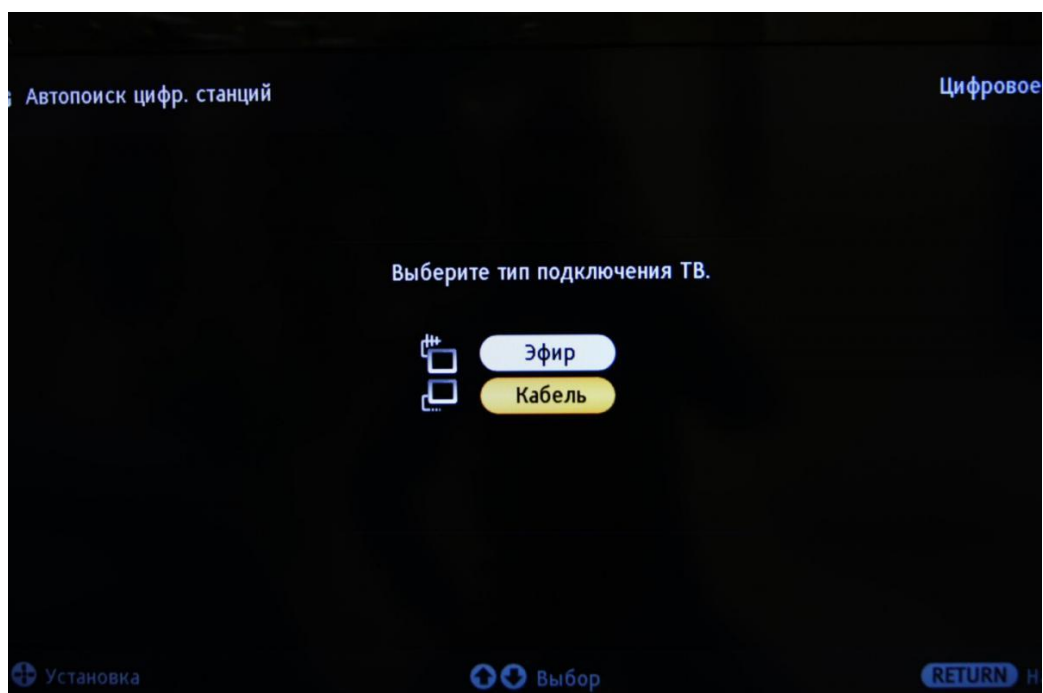 Автопоиск цифр. станций
Цифровое
Выберите тип подключения ТВ.
Эфир
Кабель
Установка
Выбор
RETURN Н